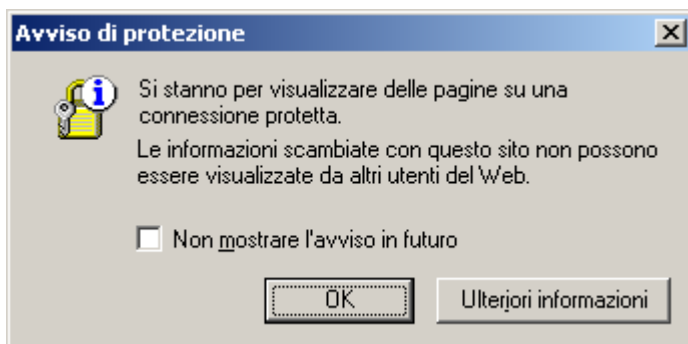 Avviso di protezione
Si stanno per visualizzare delle pagine su una
connessione protetta.
Le informazioni scambiate con questo sito non possono
essere visualizzate da altri utenti del Web.
Non mostrare l'avviso in futuro
OK
Ulteriori informazioni